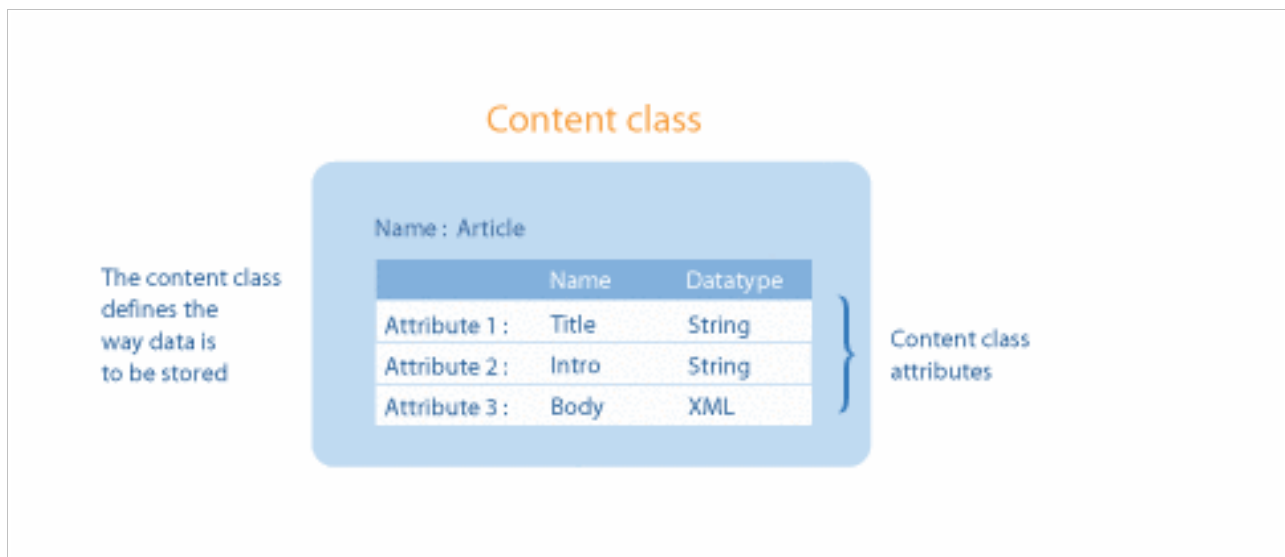 Content class
Name : Article
The content class
defines the
way data is
to be stored
Name Datatype
Attribute 1 : Title String
Attribute 2 : Intro String
Attribute 3 : Body XML
Content class
attributes